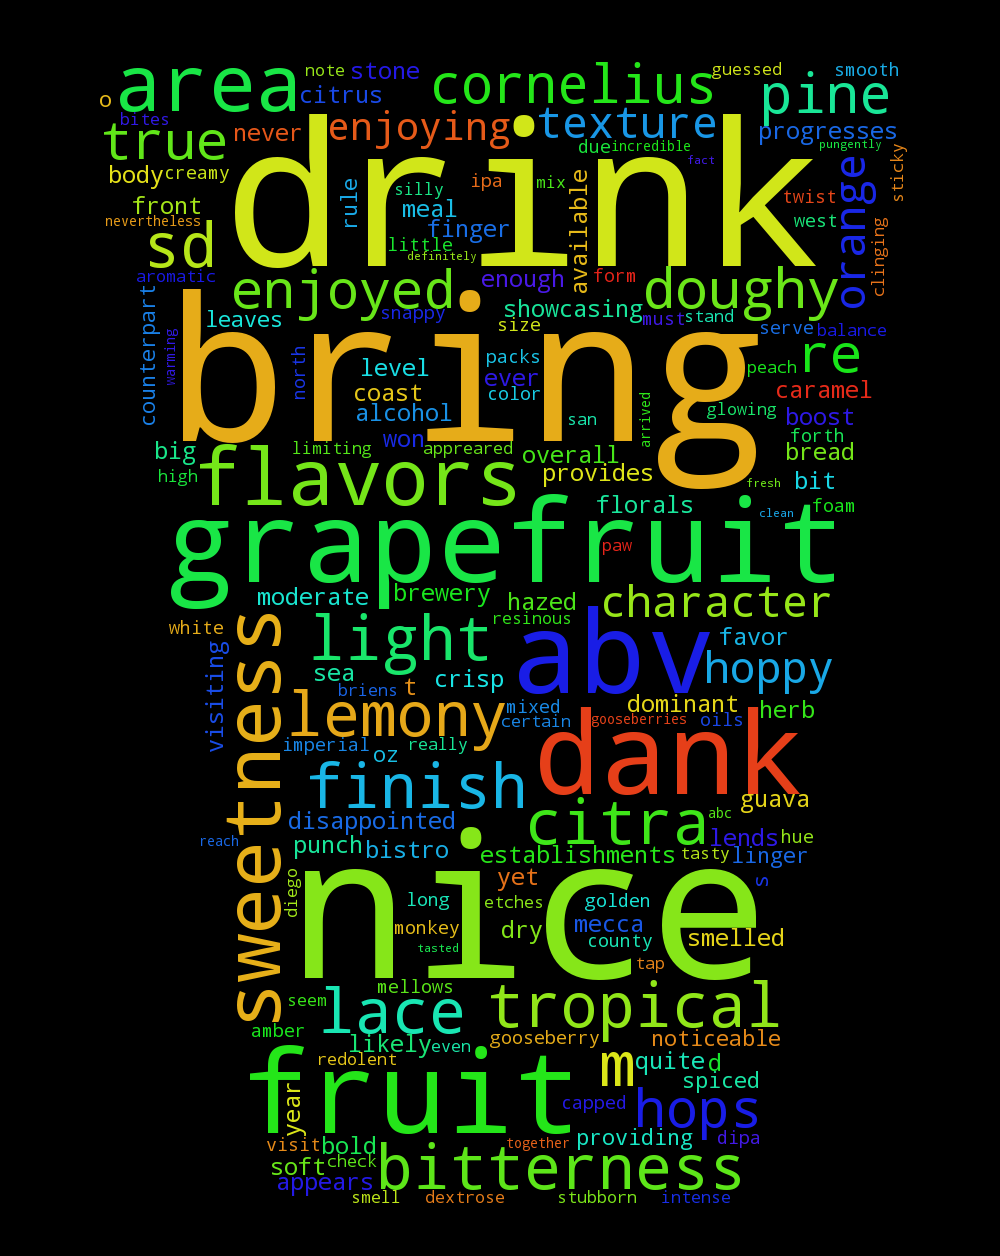 area
note
stone
cornelius
guessed
smooth
o
citrus
pine
bites
true
never
enjoying
drink
texture
progresses
due
incredible
pungently
fact
body
creamy
silly
ipa
mix
available
rule
orange
sticky
front
meal
twist
west
nevertheless
finger
sd
little
definitely
clinging
aromatic
enough
form
enjoyed
doughy
counterpart
snappy
showcasing
must
stand
leaves
size
serve
balance
warming
bring
north
level
packs
ever
re
peach
coast
color
caramel
alcohol
san
arrived
glowing
boost
won
forth
big
limiting
appreared
overall
bread
high
flavors
provides
fresh
bit
florals
foam
clean
grapefruit
paw
moderate
brewery
hazed
character
resinous
white
sweetness
light
abv
favor
visiting
sea
t
crisp
hoppy
briens
lemony
mixed
dominant
herb
certain
gooseberries
oils
imperial
oz
really
dank
finish
guava
disappointed
citra
abc
reach
punch
bistro
lends
hue
establishments
tasty
linger
diego
nice
yet
s
long
etches
golden
monkey
dry
mecca
county
smelled
tasted
tap
mellows
seem
lace
tropical
amber
likely
even
gooseberry
noticeable
redolent
fruit
m
quite
d
spiced
year
capped
hops
visit
bold
together
providing
dipa
soft
check
bitterness
appears
smell
dextrose
stubborn
intense